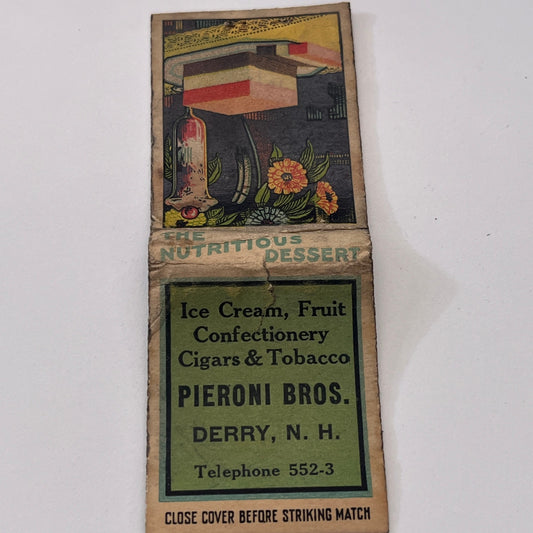 THE
NUTRITIOUS
DESSERT
Ice Cream, Fruit
Confectionery
Cigars & Tobacco
PIERONI BROS.
DERRY, N. H.
Telephone 552-3
CLOSE COVER BEFORE STRIKING MATCH